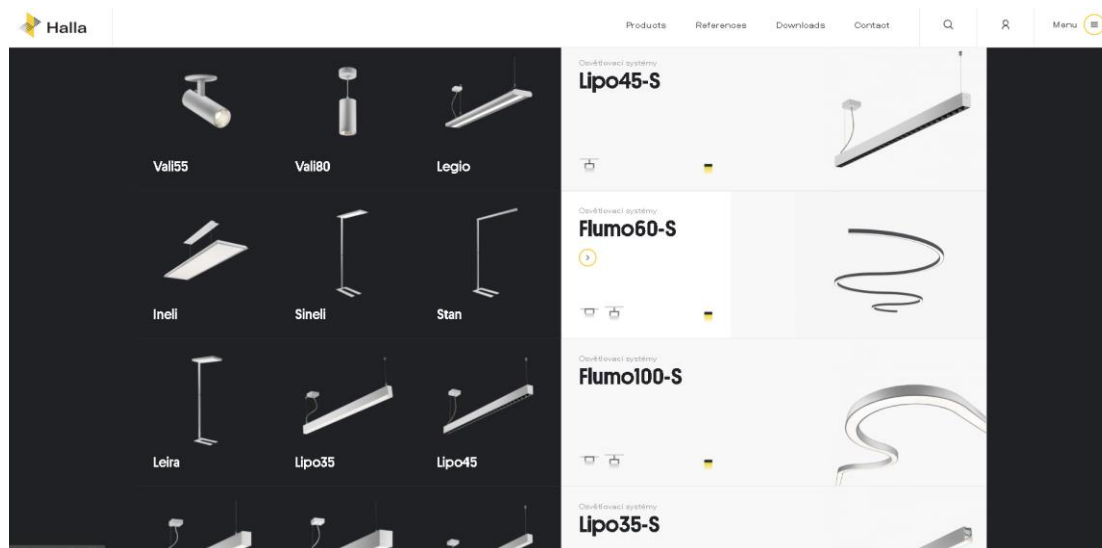 Halla
Products
References
Downloads
Contact
Menu
Vali55
Vali80
Legio
Ineli
Sineli
Stan
Leira
Lipo35
Lipo45
Osvětlovací systémy
Lipo45-S
Osvětlovací systémy
Flumo60-S
Osvětlovací systémy
Flumo100-S
Osvětlovací systémy
Lipo35-S